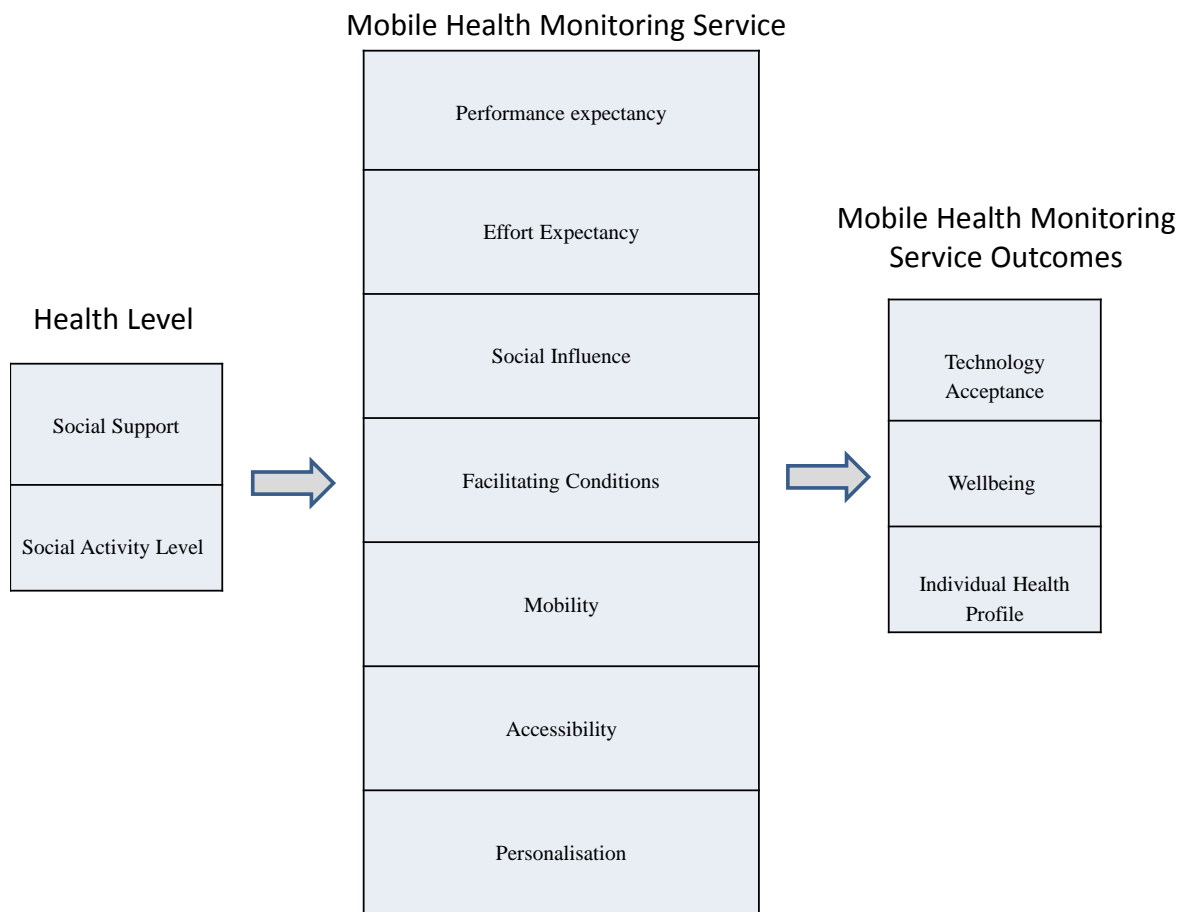 Health Level
Social Support
Social Activity Level
Mobile Health Monitoring Service
Performance expectancy
Effort Expectancy
Social Influence
Facilitating Conditions
Mobility
Accessibility
Personalisation
Mobile Health Monitoring
Service Outcomes
Technology
Acceptance
Wellbeing
Individual Health
Profile